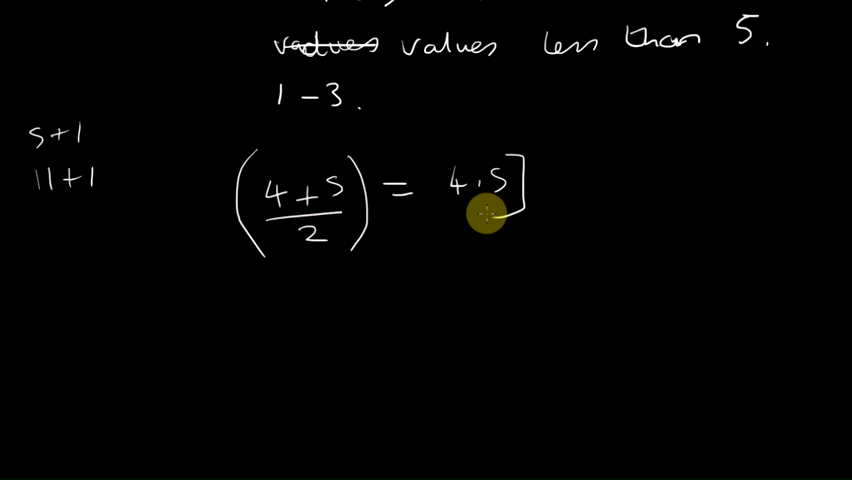 values values less than 5.
1-3.
5+1
11+1
(4+5/2) = 4.5]